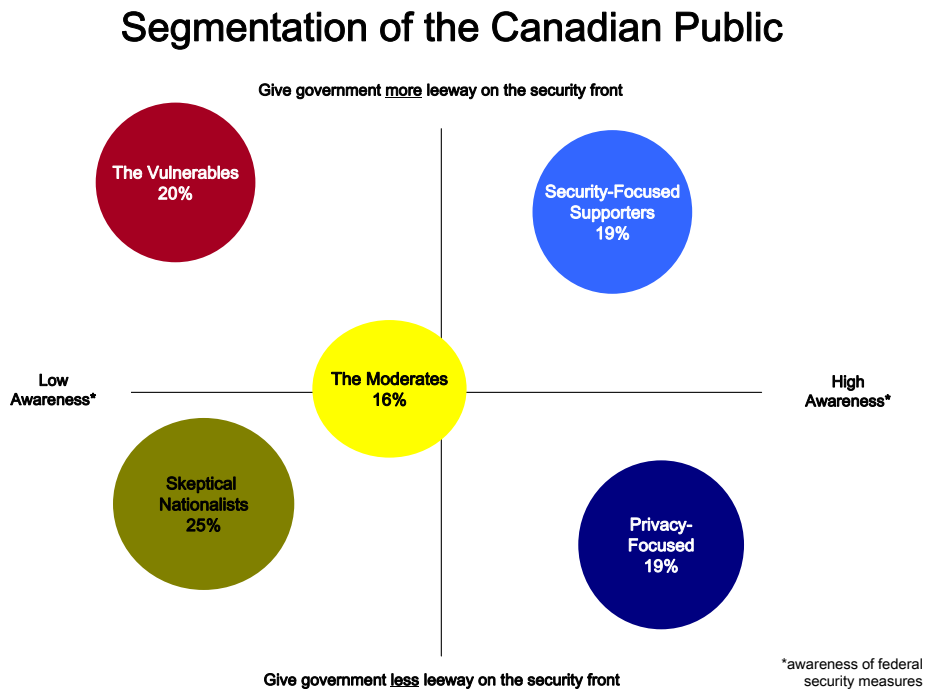 Segmentation of the Canadian Public
Give government more leeway on the security front
The Vulnerables
20%
Security-Focused
Supporters
19%
Low
Awareness*
The Moderates
16%
High
Awareness*
Skeptical
Nationalists
25%
Privacy-
Focused
19%
Give government less leeway on the security front
*awareness of federal
security measures